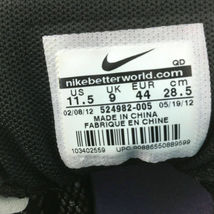 QD
nikebetterworld.com.
US UK EUR CM
11.5 9 44 28.5
02/08/12 524982-005 05/19/12
MADE IN CHINA
FABRIQUE EN CHINE
103402559 UPC